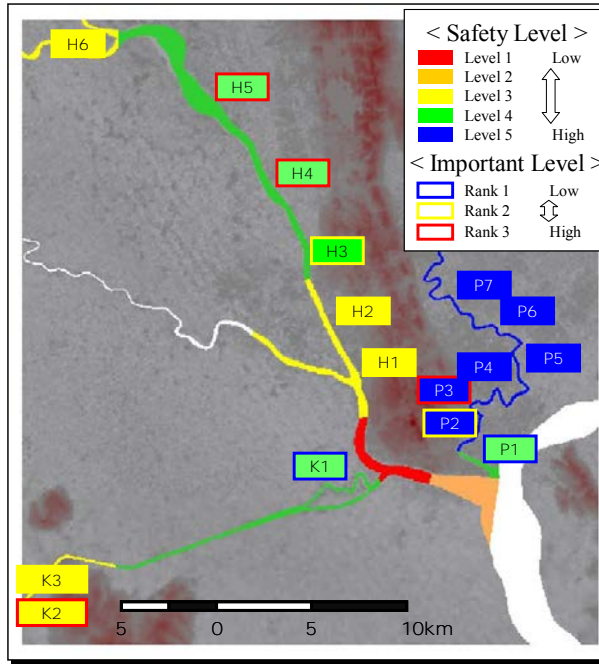 < Safety Level >
Level 1 Low
Level 2
Level 3
Level 4
Level 5 High
< Important Level >
Rank 1 Low
Rank 2
Rank 3 High
H6
H5
H4
H3
H2
H1
P7
P6
P5
P4
P3
P2
P1
K1
K3
K2
5 0 5 10km